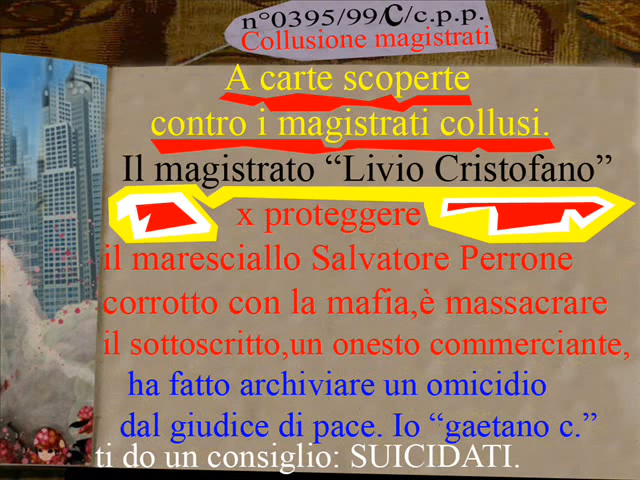 n°0395/99/C/c.p.p.
Collusione magistrati
A carte scoperte
contro i magistrati collusi.
Il magistrato “Livio Cristofano”
x proteggere
il maresciallo Salvatore Perrone
corrotto con la mafia,è massacrare
il sottoscritto,un onesto commerciante,
ha fatto archiviare un omicidio
dal giudice di pace. Io “gaetano c.”
ti do un consiglio: SUICIDATI.